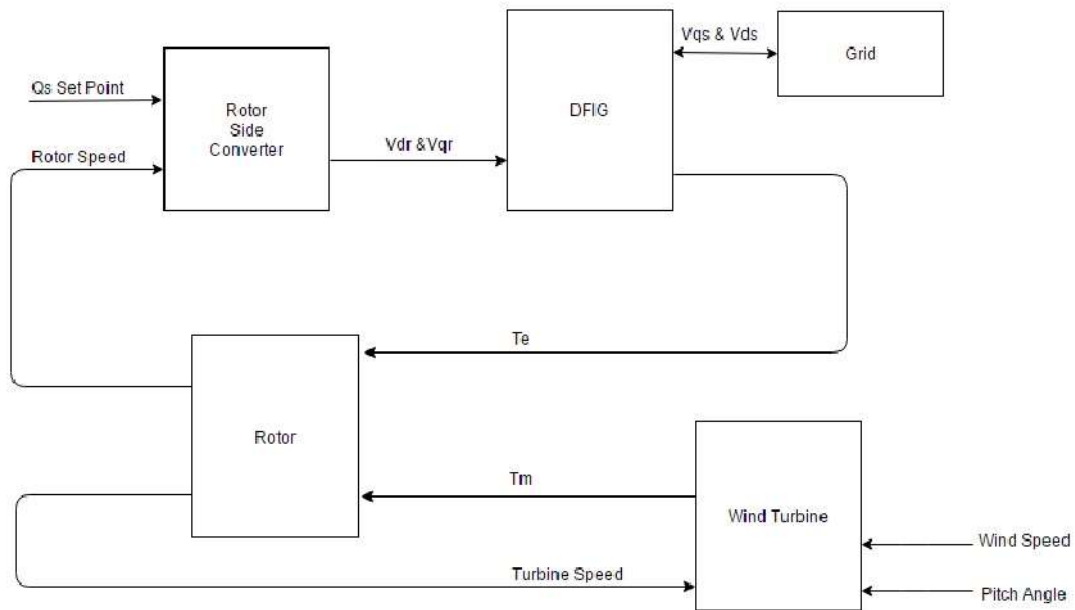 Vqs & Vds
Grid
Qs Set Point
Rotor
Side
Converter
DFIG
Vdr &Vqr
Rotor Speed
Te
Rotor
Tm
Wind Turbine
Wind Speed
Turbine Speed
Pitch Angle